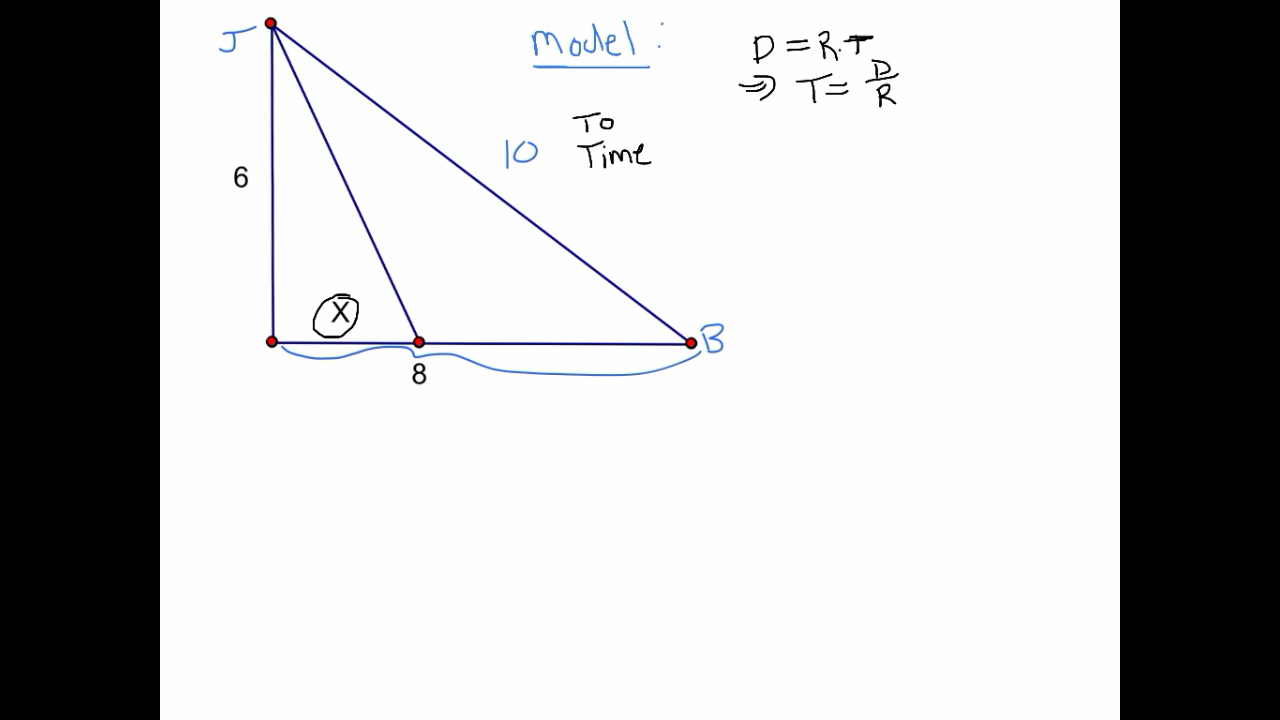 J
Model:
D = R·T
⇒ T = D/R
To
10 Time
6
X
B
8